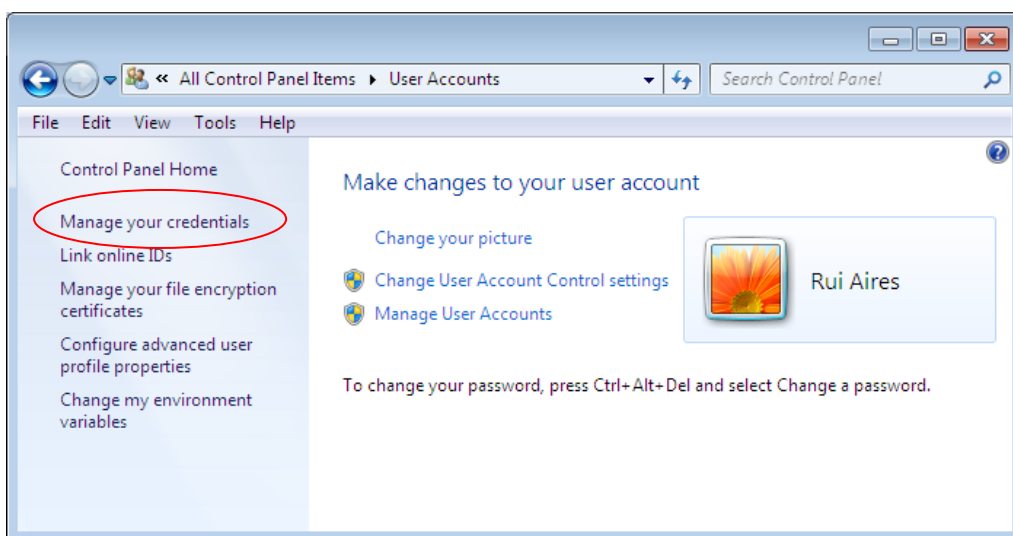 « All Control Panel Items ▸ User Accounts
Search Control Panel
File Edit View Tools Help
Control Panel Home
Manage your credentials
Link online IDs
Manage your file encryption
certificates
Configure advanced user
profile properties
Change my environment
variables
Make changes to your user account
Change your picture
Change User Account Control settings
Manage User Accounts
Rui Aires
To change your password, press Ctrl+Alt+Del and select Change a password.